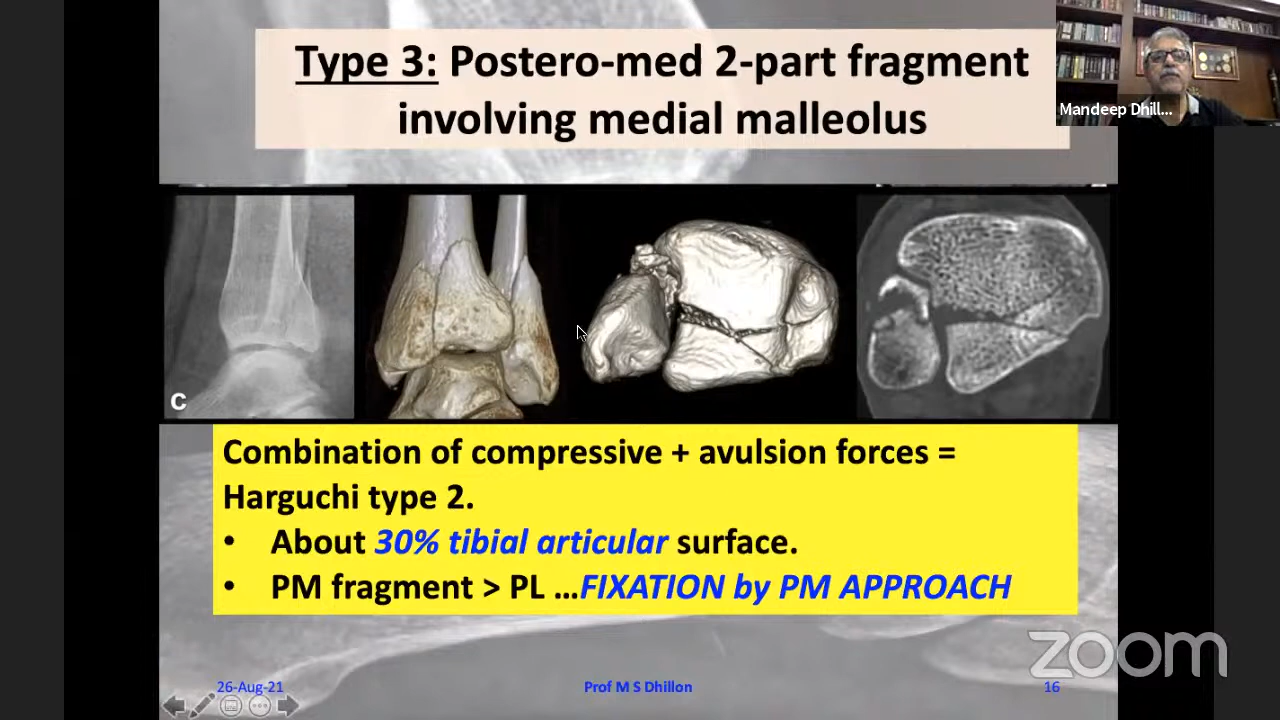 Type 3: Postero-med 2-part fragment
involving medial malleolus
Mandeep Dhill...
C
Combination of compressive + avulsion forces =
Harguchi type 2.
• About 30% tibial articular surface.
• PM fragment > PL ...FIXATION by PM APPROACH
zoom
26-Aug-21
Prof M S Dhillon
16